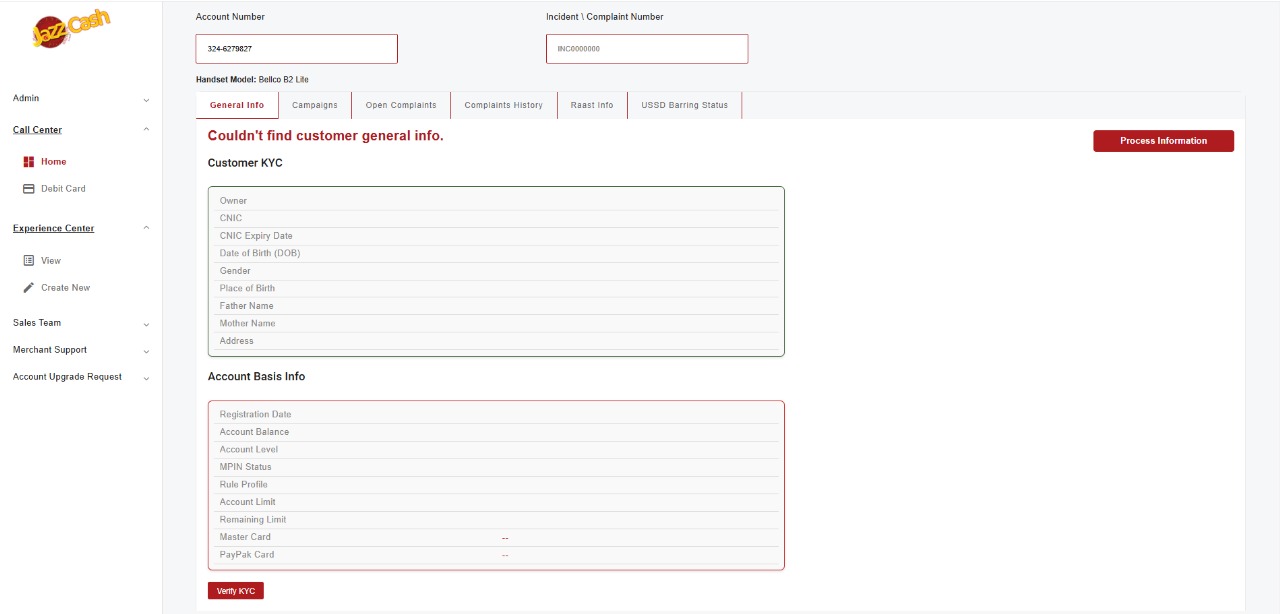 JazzCash
Account Number
Incident \ Complaint Number
324-6279827
INC0000000
Handset Model: Bellco B2 Lite
Admin
Call Center
Home
Debit Card
Experience Center
View
Create New
Sales Team
Merchant Support
Account Upgrade Request
General Info
Campaigns
Open Complaints
Complaints History
Raast Info
USSD Barring Status
Couldn't find customer general info.
Process Information
Customer KYC
Owner
CNIC
CNIC Expiry Date
Date of Birth (DOB)
Gender
Place of Birth
Father Name
Mother Name
Address
Account Basis Info
Registration Date
Account Balance
Account Level
MPIN Status
Rule Profile
Account Limit
Remaining Limit
Master Card --
PayPak Card --
Verify KYC